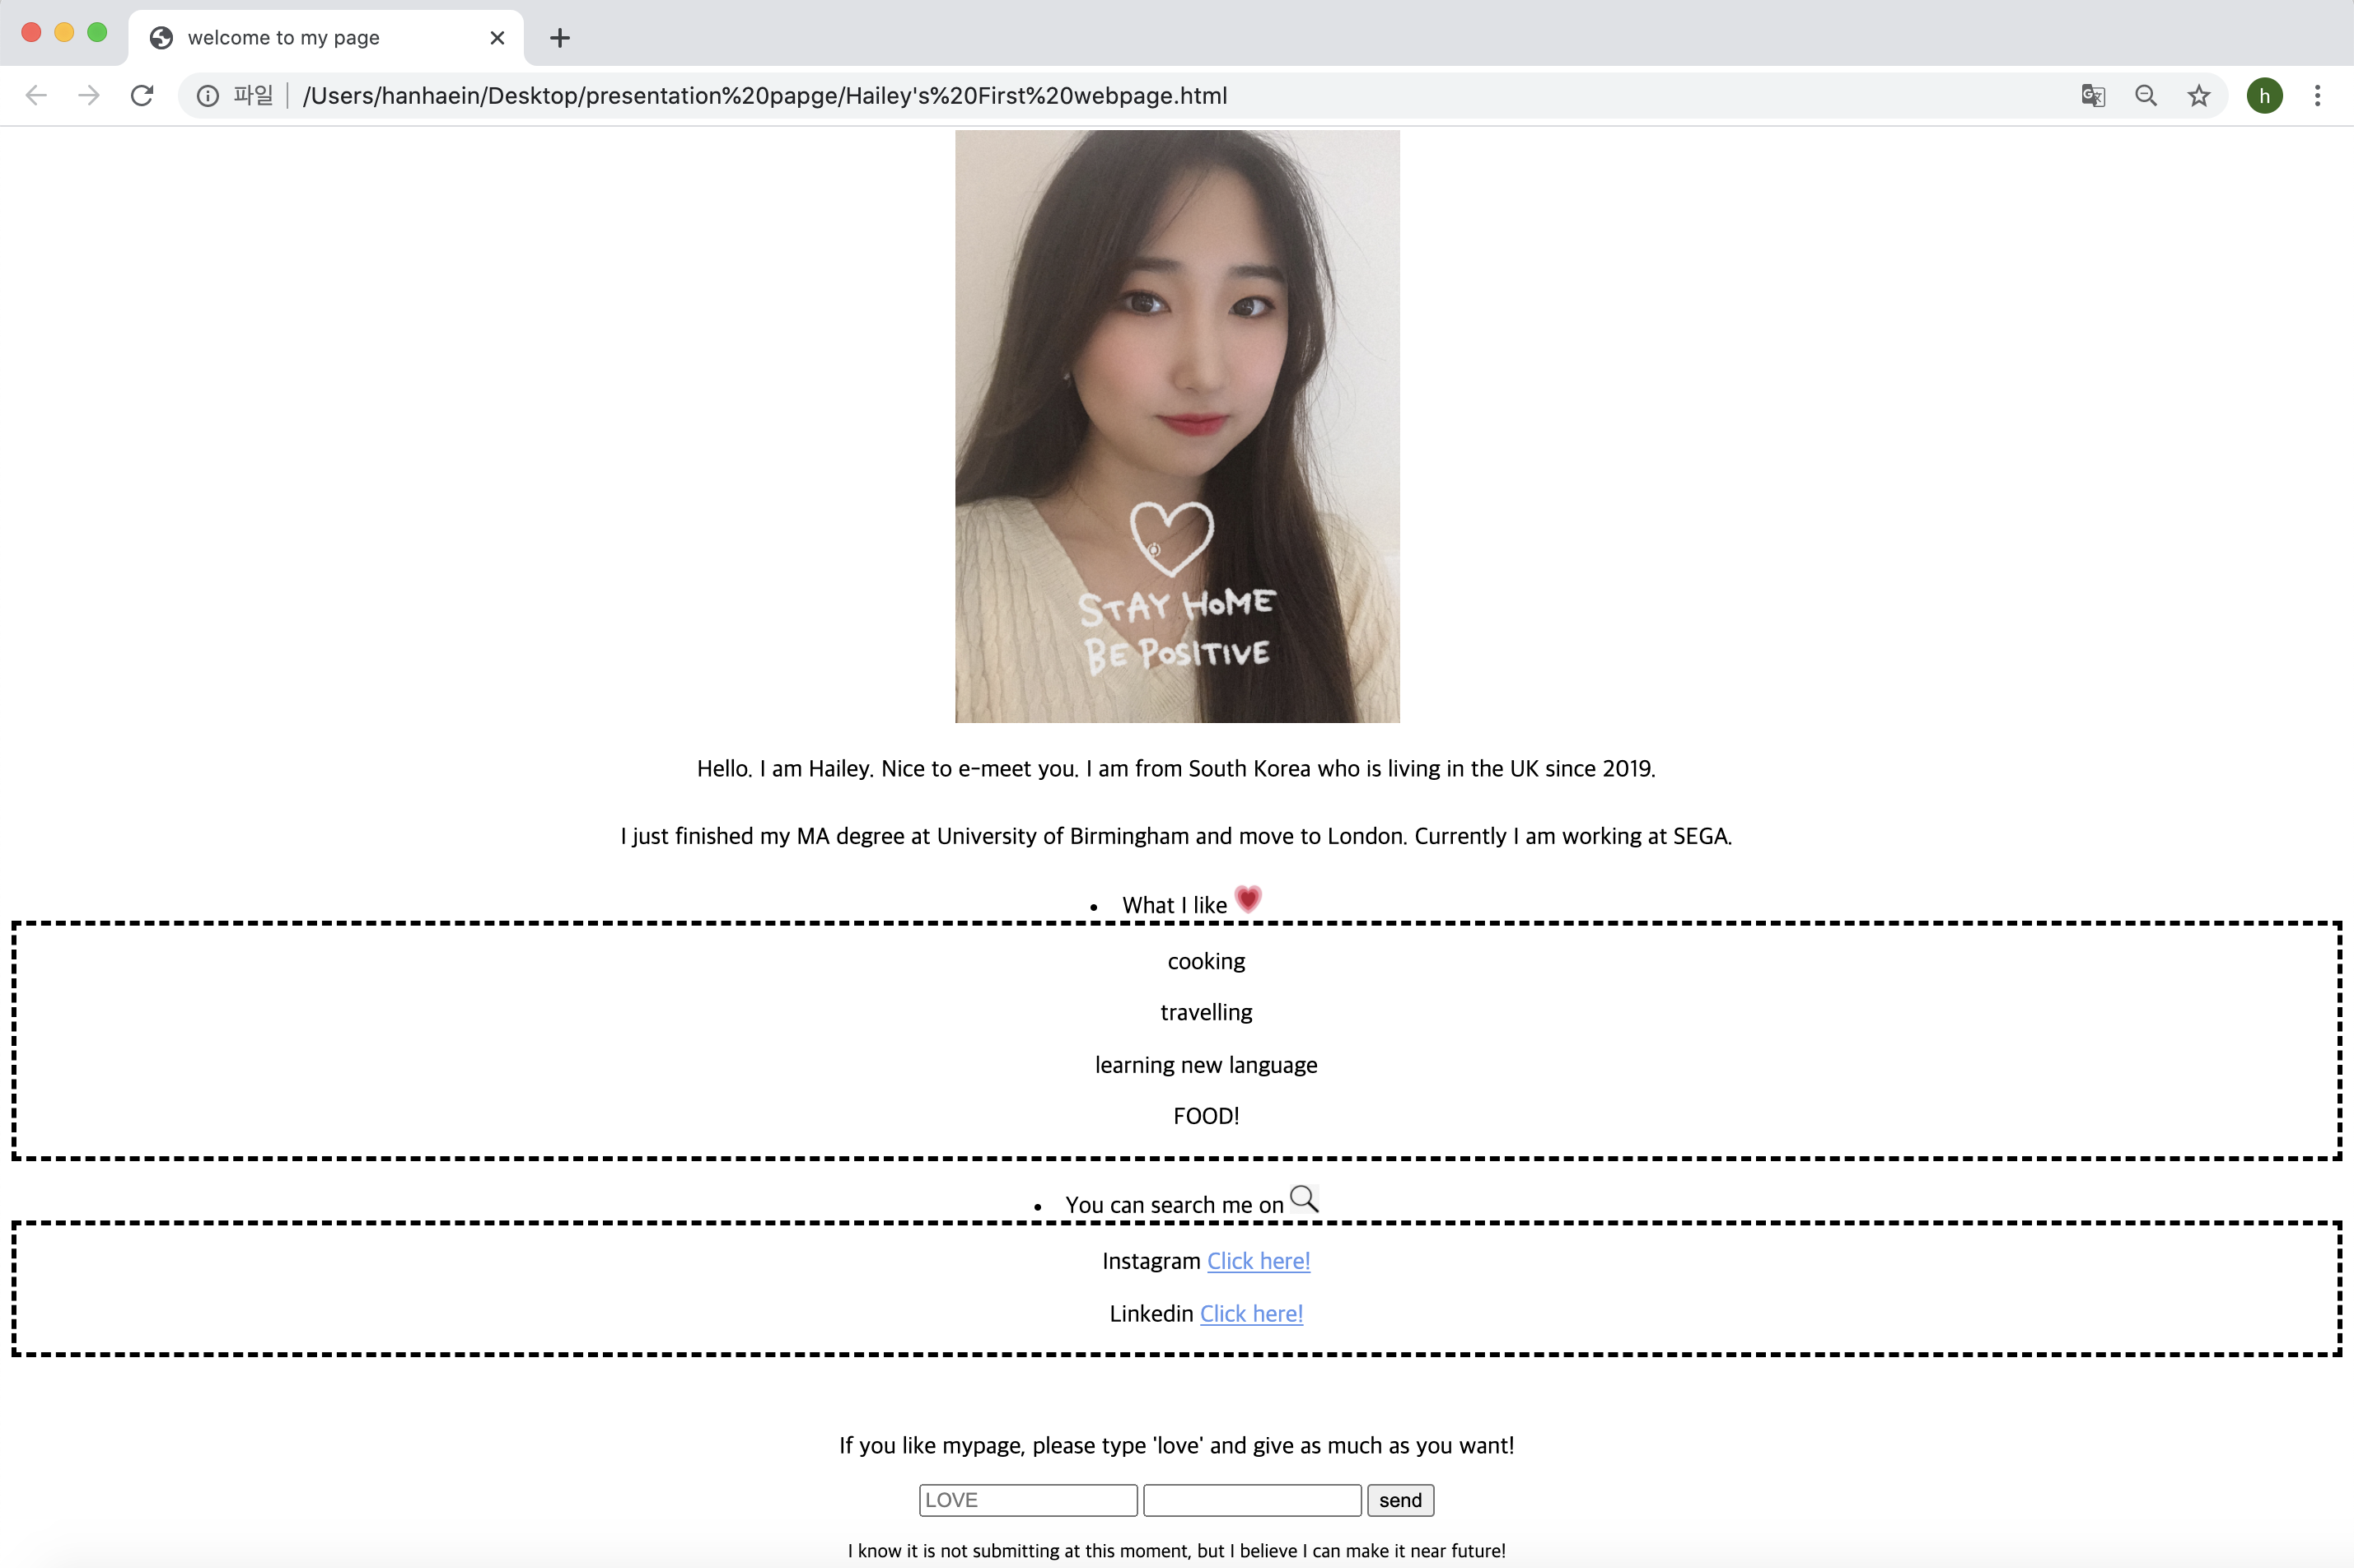 welcome to my page
파일 /Users/hanhaein/Desktop/presentation%20papge/Hailey's%20First%20webpage.html
h
STAY HOME
BE POSITIVE
Hello. I am Hailey. Nice to e-meet you. I am from South Korea who is living in the UK since 2019.
I just finished my MA degree at University of Birmingham and move to London. Currently I am working at SEGA.
• What I like
cooking
travelling
learning new language
FOOD!
• You can search me on
Instagram Click here!
Linkedin Click here!
If you like mypage, please type 'love' and give as much as you want!
LOVE send
I know it is not submitting at this moment, but I believe I can make it near future!